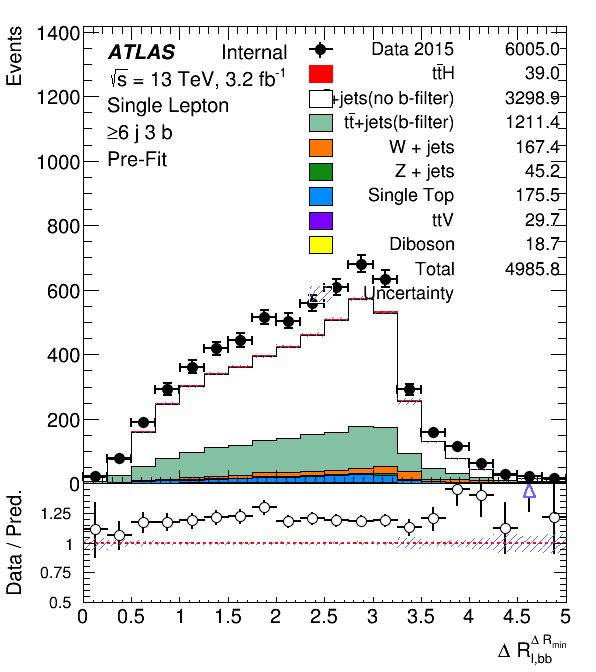 Events
ATLAS Internal
√s = 13 TeV, 3.2 fb-1
Single Lepton
≥6 j 3 b
Pre-Fit
Data 2015 6005.0
tt̄H 39.0
+jets(no b-filter) 3298.9
tt̄+jets(b-filter) 1211.4
W + jets 167.4
Z + jets 45.2
Single Top 175.5
ttV 29.7
Diboson 18.7
Total 4985.8
Uncertainty
1400
1200
1000
800
600
400
200
0
Data / Pred.
1.25
1
0.75
0.5
0 0.5 1 1.5 2 2.5 3 3.5 4 4.5 5
Δ R l,bb Δ R min